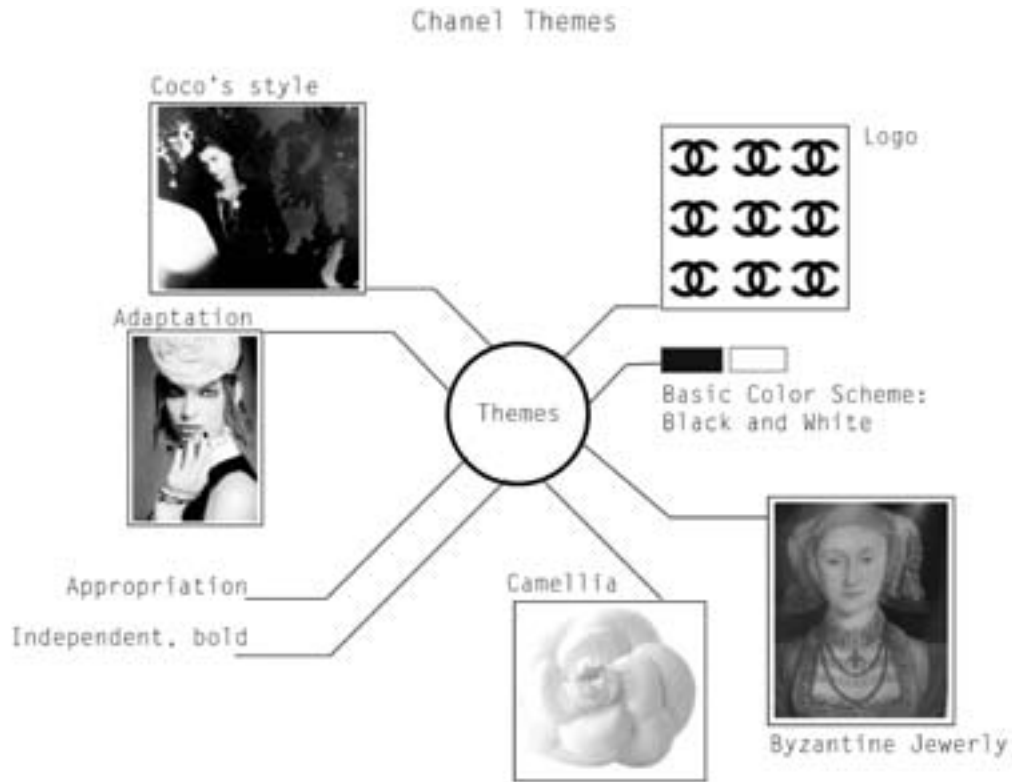 Chanel Themes
Coco's style
Logo
Adaptation
Basic Color Scheme:
Black and White
Themes
Appropriation
Independent, bold
Camellia
Byzantine Jewerly